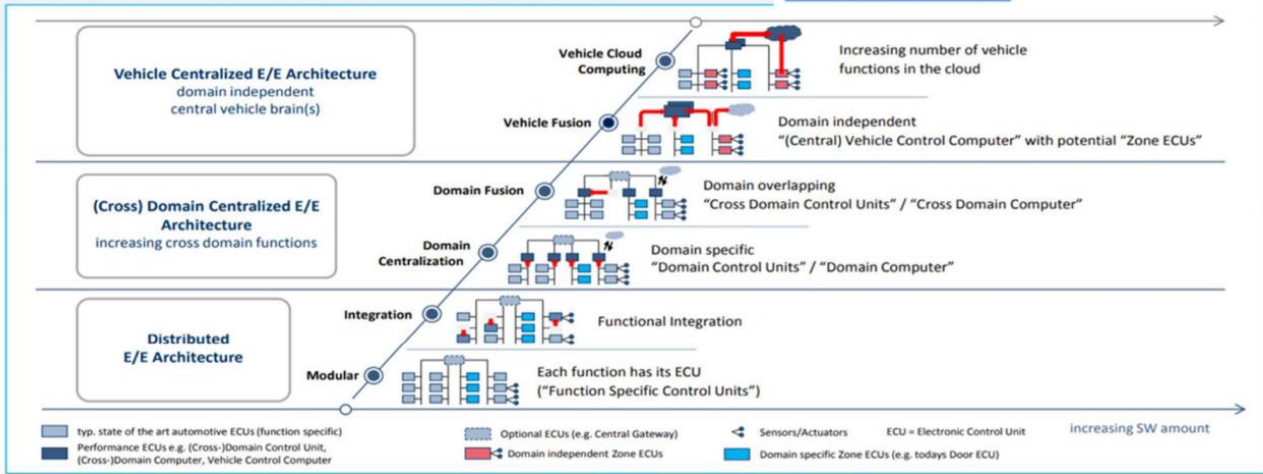 Vehicle Centralized E/E Architecture
domain independent
central vehicle brain(s)
Vehicle Cloud
Computing
Increasing number of vehicle
functions in the cloud
Vehicle Fusion
Domain independent
"(Central) Vehicle Control Computer" with potential "Zone ECUs"
(Cross) Domain Centralized E/E
Architecture
increasing cross domain functions
Domain Fusion
Domain overlapping
"Cross Domain Control Units" / "Cross Domain Computer"
Domain
Centralization
Domain specific
"Domain Control Units" / "Domain Computer"
Distributed
E/E Architecture
Integration
Functional Integration
Modular
Each function has its ECU
("Function Specific Control Units")
typ. state of the art automotive ECUs (function specific)
Performance ECUs e.g. (Cross-)Domain Control Unit,
(Cross-)Domain Computer, Vehicle Control Computer
Optional ECUs (e.g. Central Gateway)
Domain independent Zone ECUs
Sensors/Actuators
ECU = Electronic Control Unit
Domain specific Zone ECUs (e.g. todays Door ECU)
increasing SW amount